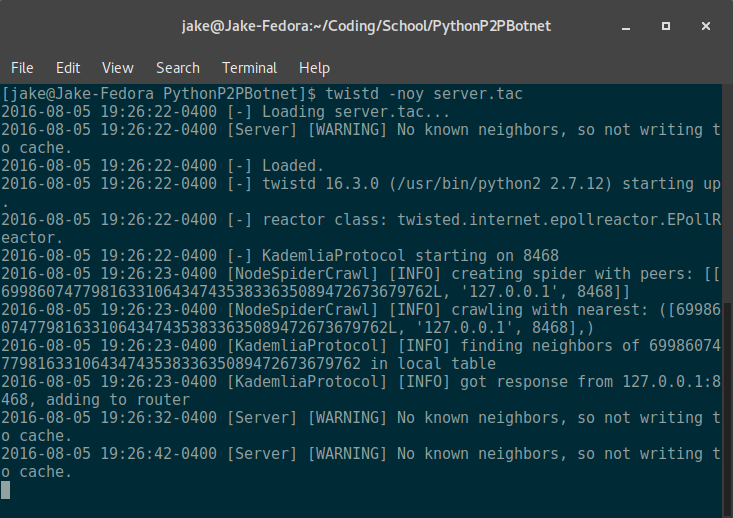 jake@Jake-Fedora:~/Coding/School/PythonP2PBotnet
File Edit View Search Terminal Help
[jake@Jake-Fedora PythonP2PBotnet]$ twistd -noy server.tac
2016-08-05 19:26:22-0400 [-] Loading server.tac...
2016-08-05 19:26:22-0400 [Server] [WARNING] No known neighbors, so not writing t
o cache.
2016-08-05 19:26:22-0400 [-] Loaded.
2016-08-05 19:26:22-0400 [-] twistd 16.3.0 (/usr/bin/python2 2.7.12) starting up
.
2016-08-05 19:26:22-0400 [-] reactor class: twisted.internet.epollreactor.EPollR
eactor.
2016-08-05 19:26:22-0400 [-] KademliaProtocol starting on 8468
2016-08-05 19:26:23-0400 [NodeSpiderCrawl] [INFO] creating spider with peers: [[
699860747798163310643474353833635089472673679762L, '127.0.0.1', 8468]]
2016-08-05 19:26:23-0400 [NodeSpiderCrawl] [INFO] crawling with nearest: ([69986
0747798163310643474353833635089472673679762L, '127.0.0.1', 8468],)
2016-08-05 19:26:23-0400 [KademliaProtocol] [INFO] finding neighbors of 69986074
7798163310643474353833635089472673679762 in local table
2016-08-05 19:26:23-0400 [KademliaProtocol] [INFO] got response from 127.0.0.1:8
468, adding to router
2016-08-05 19:26:32-0400 [Server] [WARNING] No known neighbors, so not writing t
o cache.
2016-08-05 19:26:42-0400 [Server] [WARNING] No known neighbors, so not writing t
o cache.